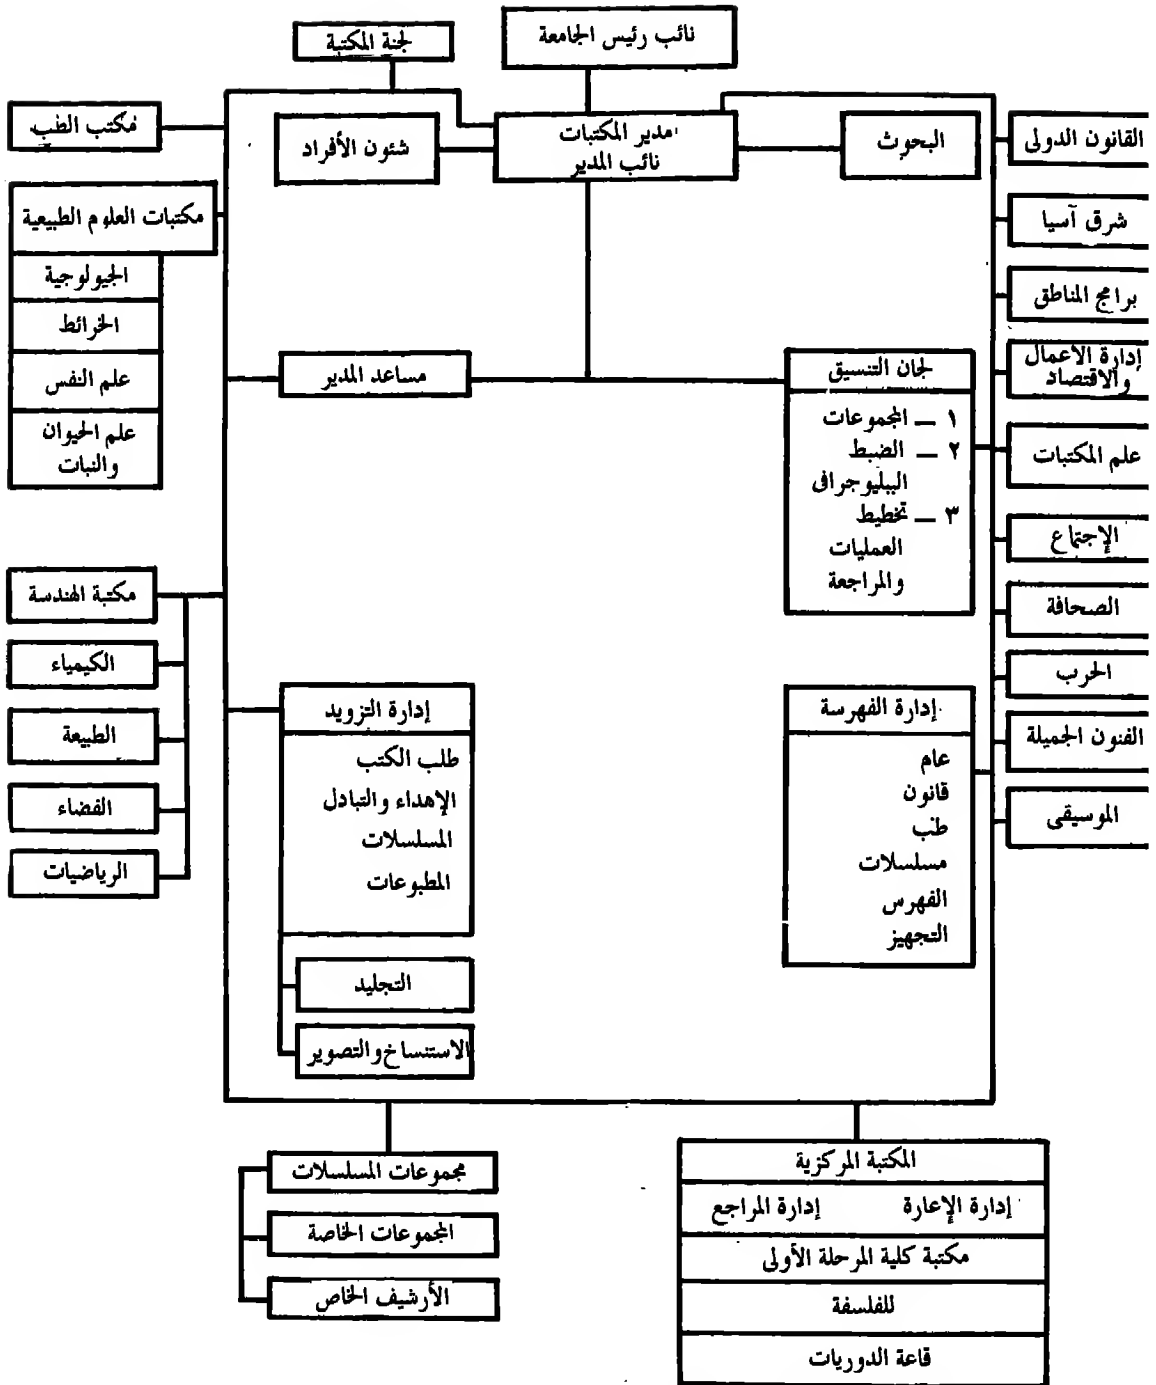 نائب رئيس الجامعة
لجنة المكتبة
مدير المكتبات
نائب المدير
البحوث
شئون الأفراد
القانون الدولى
شرق آسيا
برامج المناطق
إدارة الاعمال
والاقتصاد
علم المكتبات
الإجتماع
الصحافة
الحرب
الفنون الجميلة
الموسيقى
مكتب الطب
مكتبات العلوم الطبيعية
الجيولوجية
الخرائط
علم النفس
علم الحيوان
والنبات
مكتبة الهندسة
الكيمياء
الطبيعة
الفضاء
الرياضيات
لجان التنسيق
١ ــ المجموعات
٢ ــ الضبط
الببليوجرافى
٣ ــ تخطيط
العمليات
والمراجعة
مساعد المدير
إدارة الفهرسة
عام
قانون
طب
مسلسلات
الفهرس
التجهيز
إدارة التزويد
طلب الكتب
الإهداء والتبادل
المسلسلات
المطبوعات
التجليد
الاستنساخ والتصوير
المكتبة المركزية
إدارة الإعارة إدارة المراجع
مكتبة كلية المرحلة الأولى
للفلسفة
قاعة الدوريات
مجموعات المسلسلات
المجموعات الخاصة
الأرشيف الخاص